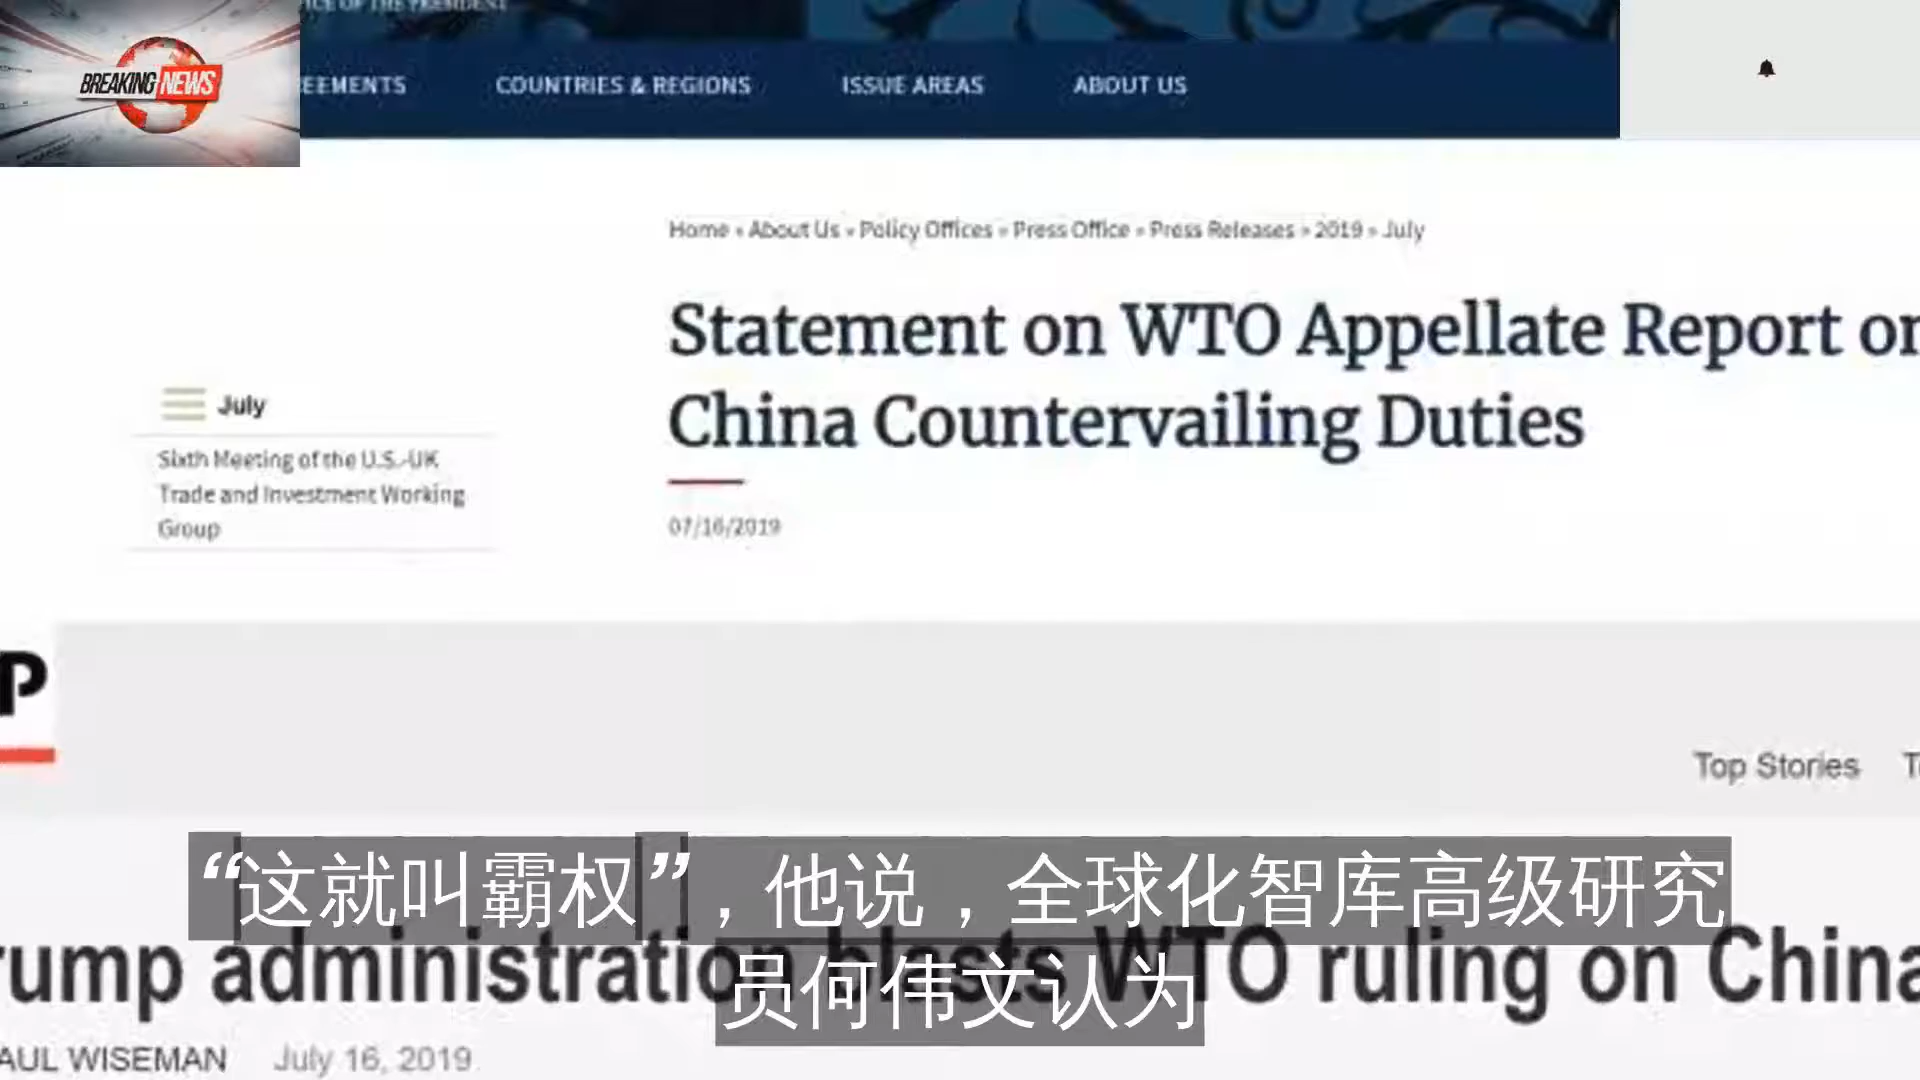 ICE OF THE PRESIDENT
BREAKING NEWS
EEMENTS COUNTRIES & REGIONS ISSUE AREAS ABOUT US
Home » About Us » Policy Offices » Press Office » Press Releases » 2019 » July
Statement on WTO Appellate Report on
China Countervailing Duties
July
Sixth Meeting of the U.S.-UK
Trade and Investment Working
Group
07/16/2019
P
Top Stories
“这就叫霸权”，他说，全球化智库高级研究
员何伟文认为
rump administration blasts WTO ruling on China
AUL WISEMAN July 16, 2019